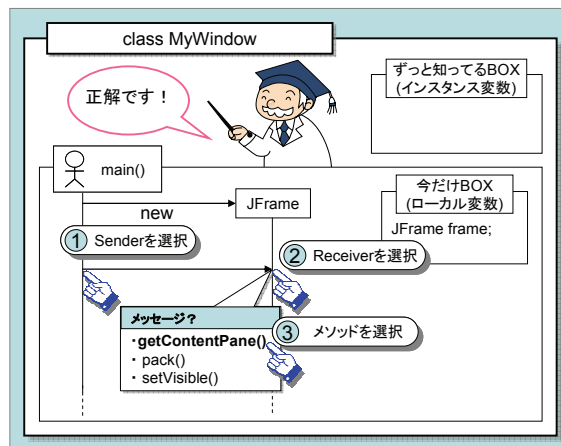 class MyWindow
ずっと知ってるBOX
(インスタンス変数)
正解です！
main()
new
JFrame
今だけBOX
(ローカル変数)
JFrame frame;
① Senderを選択
② Receiverを選択
メッセージ？
・getContentPane()
・pack()
・setVisible()
③ メソッドを選択